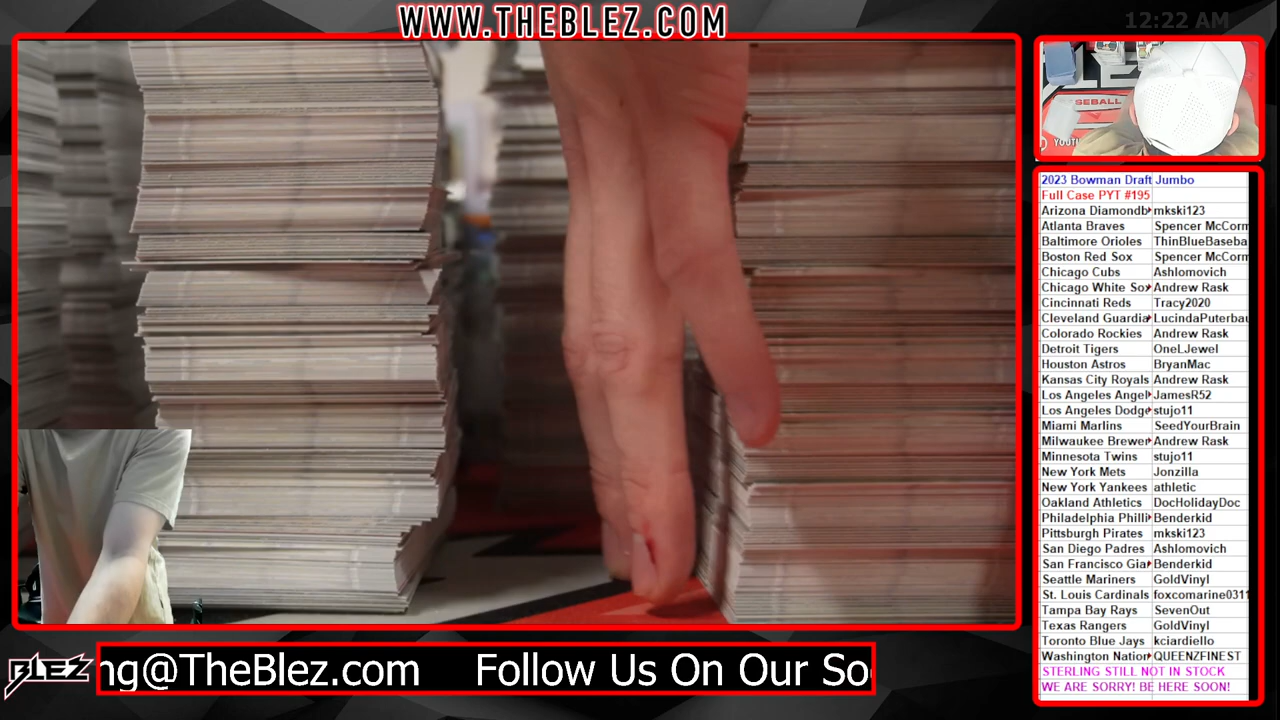 WWW.THEBLEZ.COM
12:22 AM
SEBALL
2023 Bowman Draft Jumbo
Full Case PYT #195
Arizona Diamondb mkski123
Atlanta Braves Spencer McCorm
Baltimore Orioles ThinBlueBaseba
Boston Red Sox Spencer McCorm
Chicago Cubs Ashlomovich
Chicago White Sox Andrew Rask
Cincinnati Reds Tracy2020
Cleveland Guardia LucindaPuterbau
Colorado Rockies Andrew Rask
Detroit Tigers OneLJewel
Houston Astros BryanMac
Kansas City Royals Andrew Rask
Los Angeles Angel JamesR52
Los Angeles Dodge stujo11
Miami Marlins SeedYourBrain
Milwaukee Brewer Andrew Rask
Minnesota Twins stujo11
New York Mets Jonzilla
New York Yankees athletic
Oakland Athletics DocHolidayDoc
Philadelphia Philli Benderkid
Pittsburgh Pirates mkski123
San Diego Padres Ashlomovich
San Francisco Gia Benderkid
Seattle Mariners GoldVinyl
St. Louis Cardinals foxcomarine0311
Tampa Bay Rays SevenOut
Texas Rangers GoldVinyl
Toronto Blue Jays kciardiello
Washington Nation QUEENZFINEST
STERLING STILL NOT IN STOCK
WE ARE SORRY! BE HERE SOON!
BLEZ
ng@TheBlez.com Follow Us On Our So